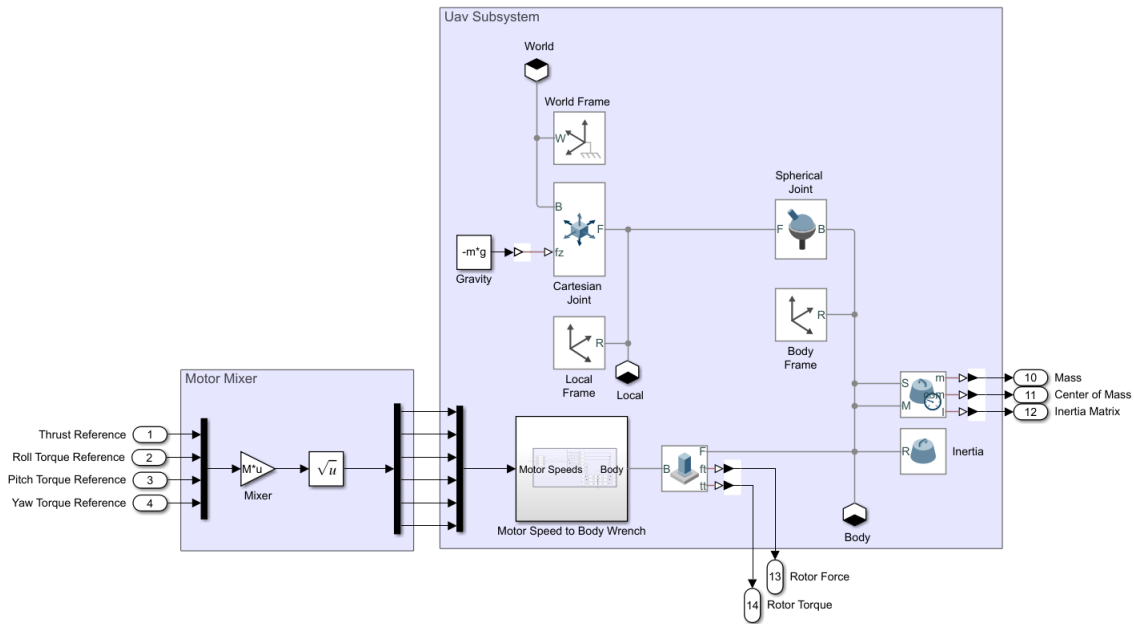 Uav Subsystem
World
World Frame
W
Spherical
Joint
B
F
F
B
-m*g
fz
Gravity
Cartesian
Joint
R
R
Body
Frame
Local
Frame
Local
Motor Mixer
S
m
10
Mass
com
11
Center of Mass
M
I
12
Inertia Matrix
Thrust Reference
1
Roll Torque Reference
2
Pitch Torque Reference
3
Yaw Torque Reference
4
M*u
Mixer
√u
Motor Speeds
Body
Motor Speed to Body Wrench
B
F
ft
tt
R
Inertia
Body
13
Rotor Force
14
Rotor Torque